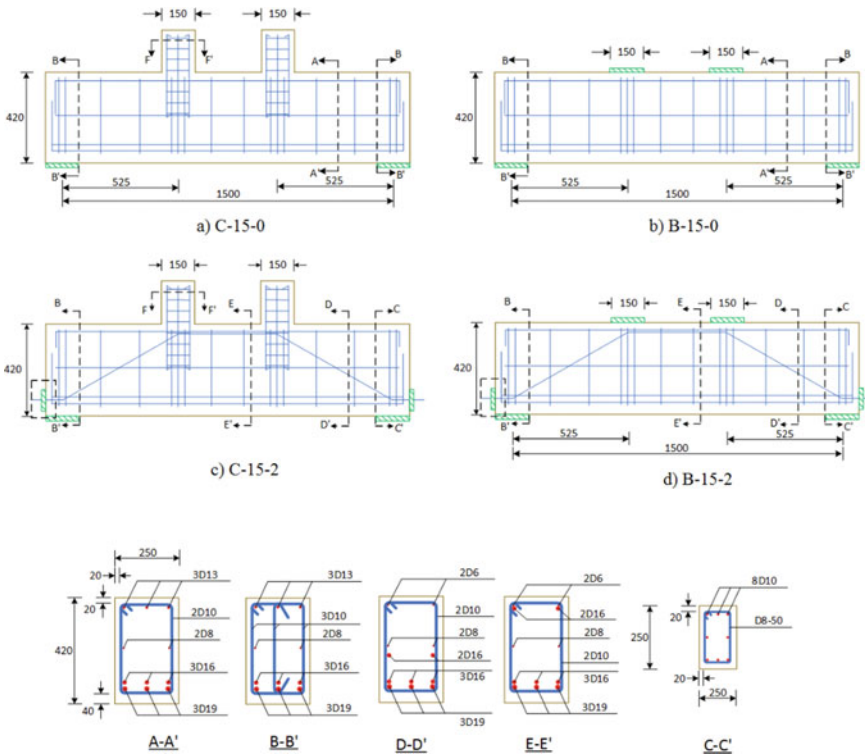 150 150
B F F' A B
420
B' A' B'
525 525
1500
a) C-15-0
150 150
B A B
420
B' A' B'
525 525
1500
b) B-15-0
150 150
B F F' E D C
420
B' E' D' C'
c) C-15-2
150 150
B E D C
420
B' E' D' C'
525 525
1500
d) B-15-2
250
20
20
420
40
3D13
2D10
2D8
3D16
3D19
A-A'
3D13
3D10
2D8
3D16
3D19
B-B'
2D6
2D10
2D8
2D16
3D16
3D19
D-D'
2D6
2D16
2D8
2D10
3D16
3D19
E-E'
8D10
20
250
D8-50
20
250
C-C'